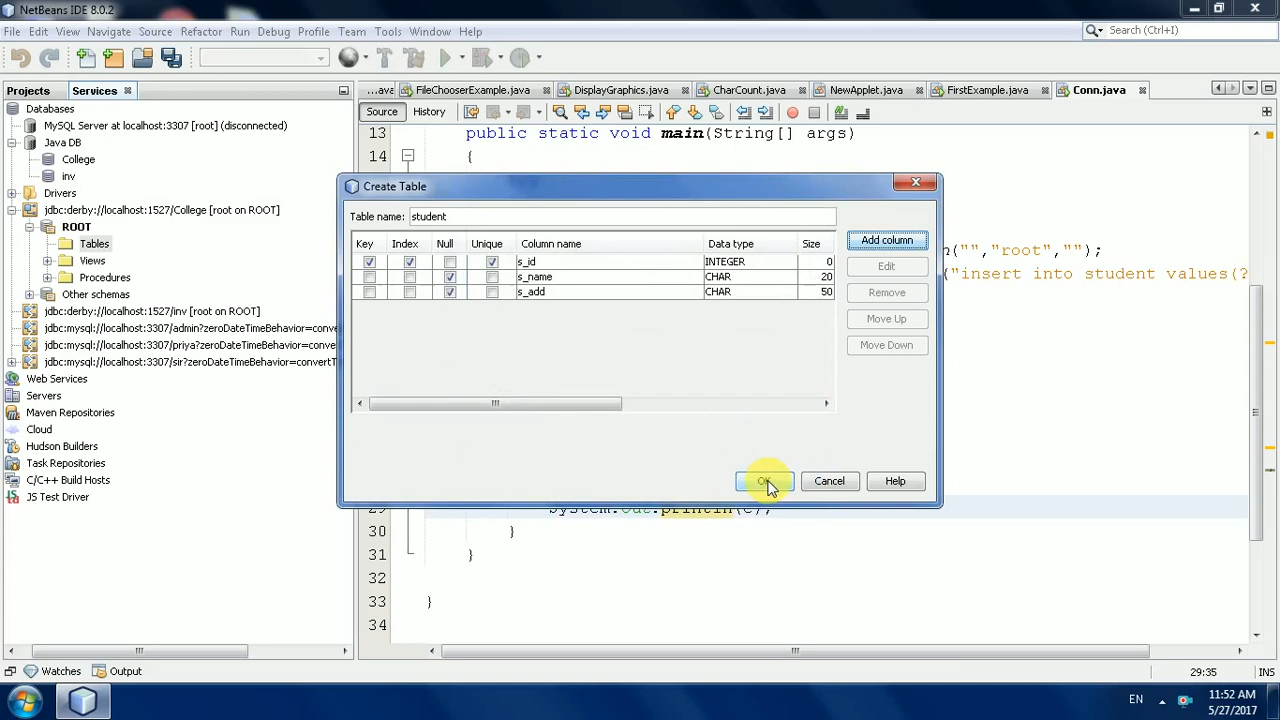 NetBeans IDE 8.0.2
File Edit View Navigate Source Refactor Run Debug Profile Team Tools Window Help
Search (Ctrl+I)
Projects Services
...ava FileChooserExample.java DisplayGraphics.java CharCount.java NewApplet.java FirstExample.java Conn.java
Source History
Databases
MySQL Server at localhost:3307 [root] (disconnected)
Java DB
College
inv
Drivers
jdbc:derby://localhost:1527/College [root on ROOT]
ROOT
Tables
Views
Procedures
Other schemas
jdbc:derby://localhost:1527/inv [root on ROOT]
jdbc:mysql://localhost:3307/admin?zeroDateTimeBehavior=conver
jdbc:mysql://localhost:3307/priya?zeroDateTimeBehavior=conver
jdbc:mysql://localhost:3307/sir?zeroDateTimeBehavior=convertT
Web Services
Servers
Maven Repositories
Cloud
Hudson Builders
Task Repositories
C/C++ Build Hosts
JS Test Driver
13 public static void main(String[] args)
14 {
n("","root","");
("insert into student values(?
Create Table
Table name: student
Key Index Null Unique Column name Data type Size
s_id INTEGER 0
s_name CHAR 20
s_add CHAR 50
Add column
Edit
Remove
Move Up
Move Down
OK Cancel Help
29 System.out.println(e);
30 }
31 }
32
33 }
34
Watches Output
29:35 INS
EN
11:52 AM
5/27/2017